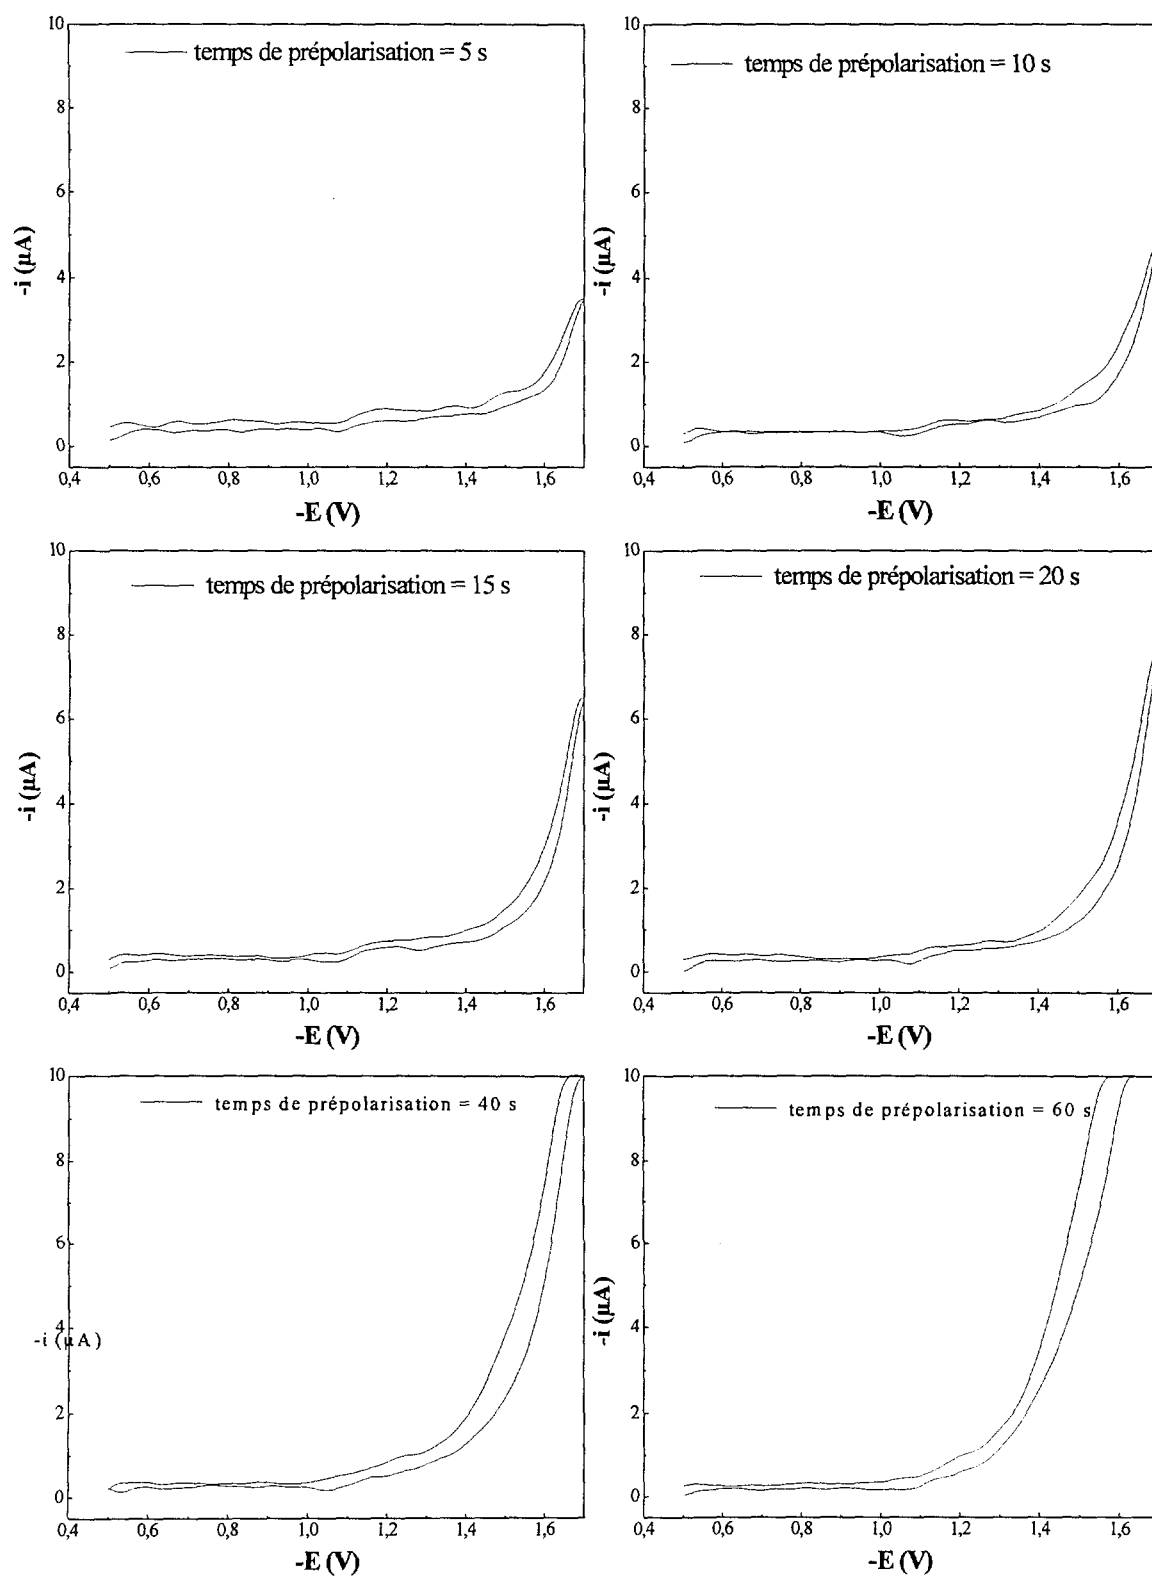 temps de prépolarisation = 5 s
10
8
6
4
2
0
-i (µA)
0,4 0,6 0,8 1,0 1,2 1,4 1,6
-E (V)
temps de prépolarisation = 10 s
10
8
6
4
2
0
-i (µA)
0,4 0,6 0,8 1,0 1,2 1,4 1,6
-E (V)
temps de prépolarisation = 15 s
10
8
6
4
2
0
-i (µA)
0,4 0,6 0,8 1,0 1,2 1,4 1,6
-E (V)
temps de prépolarisation = 20 s
10
8
6
4
2
0
-i (µA)
0,4 0,6 0,8 1,0 1,2 1,4 1,6
-E (V)
temps de prépolarisation = 40 s
10
8
6
4
2
0
-i (µA)
0,4 0,6 0,8 1,0 1,2 1,4 1,6
-E (V)
temps de prépolarisation = 60 s
10
8
6
4
2
0
-i (µA)
0,4 0,6 0,8 1,0 1,2 1,4 1,6
-E (V)